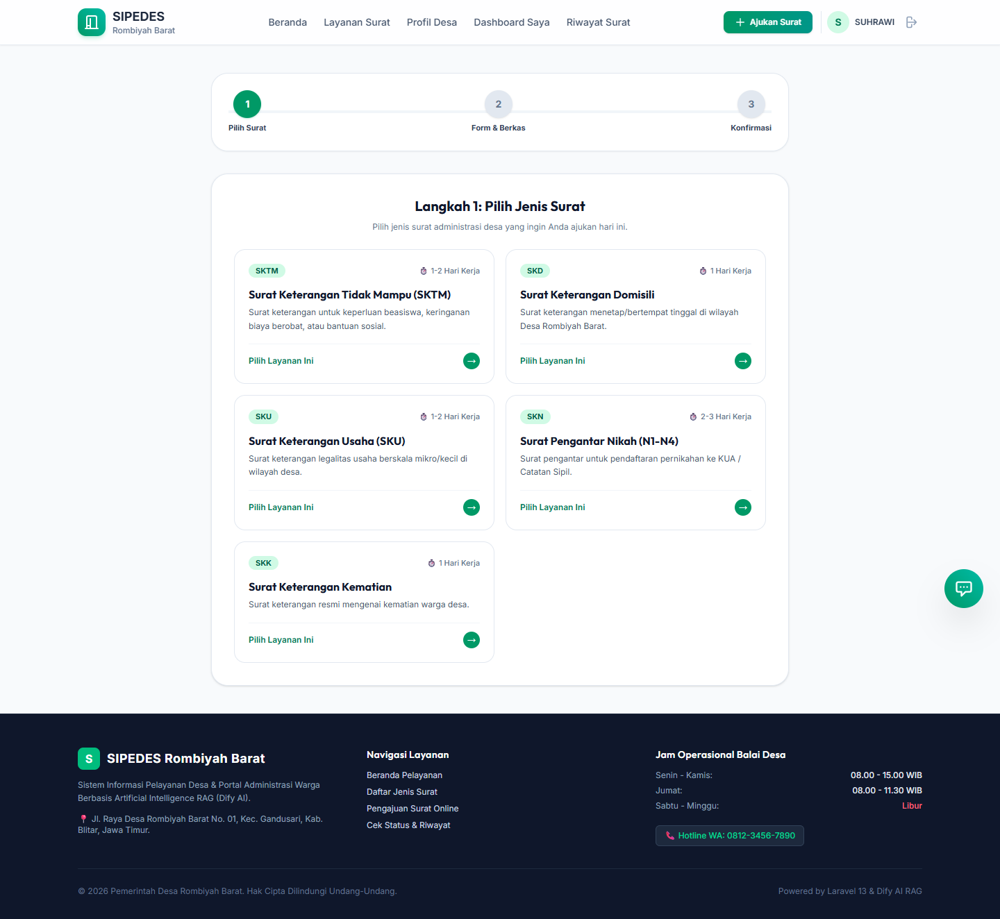 SIPEDES
Rombiyah Barat
Beranda
Layanan Surat
Profil Desa
Dashboard Saya
Riwayat Surat
Ajukan Surat
S
SUHRAWI
1
2
3
Pilih Surat
Form & Berkas
Konfirmasi
Langkah 1: Pilih Jenis Surat
Pilih jenis surat administrasi desa yang ingin Anda ajukan hari ini.
SKTM
1-2 Hari Kerja
Surat Keterangan Tidak Mampu (SKTM)
Surat keterangan untuk keperluan beasiswa, keringanan
biaya berobat, atau bantuan sosial.
Pilih Layanan Ini
SKD
1 Hari Kerja
Surat Keterangan Domisili
Surat keterangan menetap/bertempat tinggal di wilayah
Desa Rombiyah Barat.
Pilih Layanan Ini
SKU
1-2 Hari Kerja
Surat Keterangan Usaha (SKU)
Surat keterangan legalitas usaha berskala mikro/kecil di
wilayah desa.
Pilih Layanan Ini
SKN
2-3 Hari Kerja
Surat Pengantar Nikah (N1-N4)
Surat pengantar untuk pendaftaran pernikahan ke KUA /
Catatan Sipil.
Pilih Layanan Ini
SKK
1 Hari Kerja
Surat Keterangan Kematian
Surat keterangan resmi mengenai kematian warga desa.
Pilih Layanan Ini
S
SIPEDES Rombiyah Barat
Sistem Informasi Pelayanan Desa & Portal Administrasi Warga
Berbasis Artificial Intelligence RAG (Dify AI).
Jl. Raya Desa Rombiyah Barat No. 01, Kec. Gandusari, Kab.
Blitar, Jawa Timur.
Navigasi Layanan
Beranda Pelayanan
Daftar Jenis Surat
Pengajuan Surat Online
Cek Status & Riwayat
Jam Operasional Balai Desa
Senin - Kamis: 08.00 - 15.00 WIB
Jumat: 08.00 - 11.30 WIB
Sabtu - Minggu: Libur
Hotline WA: 0812-3456-7890
© 2026 Pemerintah Desa Rombiyah Barat. Hak Cipta Dilindungi Undang-Undang.
Powered by Laravel 13 & Dify AI RAG